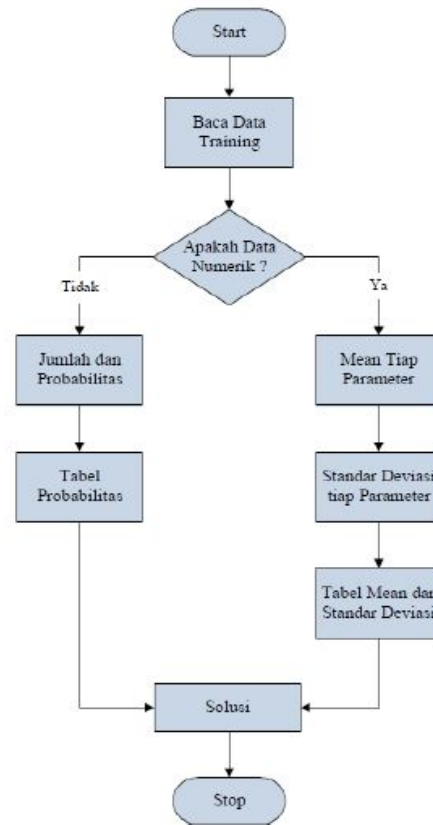 Start
Baca Data
Training
Apakah Data
Numerik ?
Tidak
Ya
Jumlah dan
Probabilitas
Mean Tiap
Parameter
Tabel
Probabilitas
Standar Deviasi
tiap Parameter
Tabel Mean dan
Standar Deviasi
Solusi
Stop